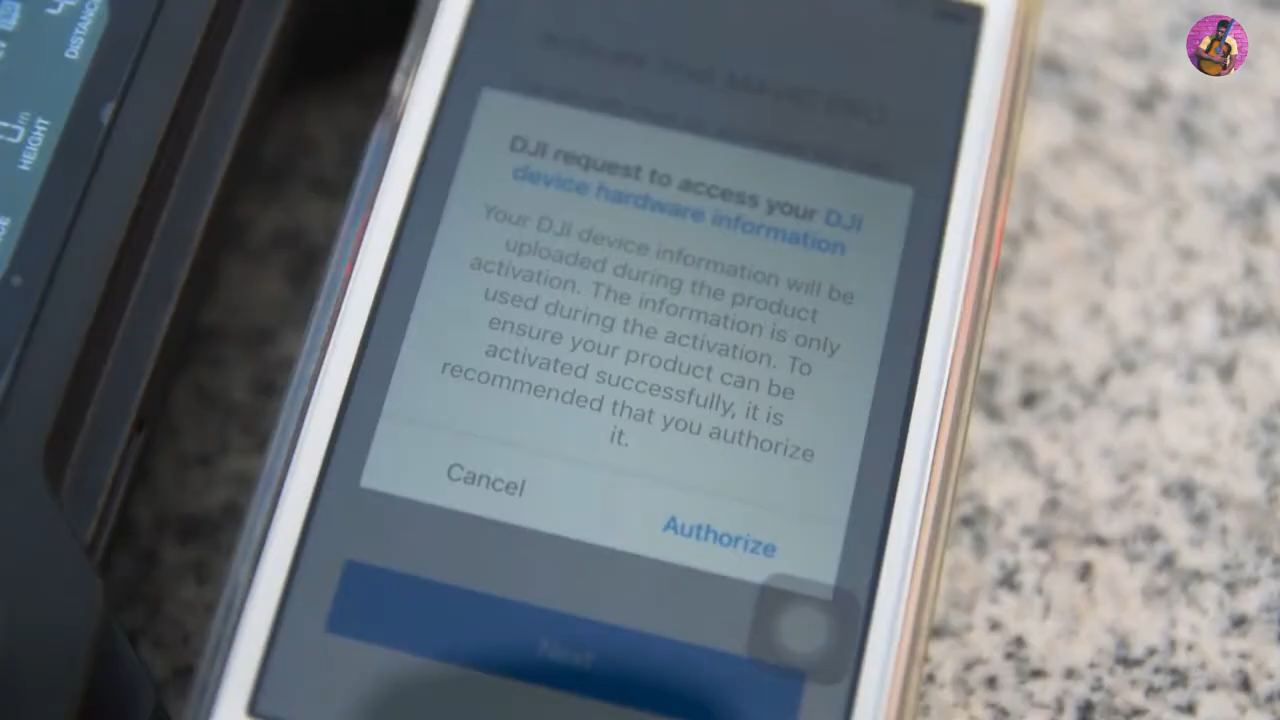 DISTANC
HEIGHT
DJI request to access your DJI
device hardware information
Your DJI device information will be
uploaded during the product
activation. The information is only
used during the activation. To
ensure your product can be
activated successfully, it is
recommended that you authorize
it.
Cancel
Authorize
Next